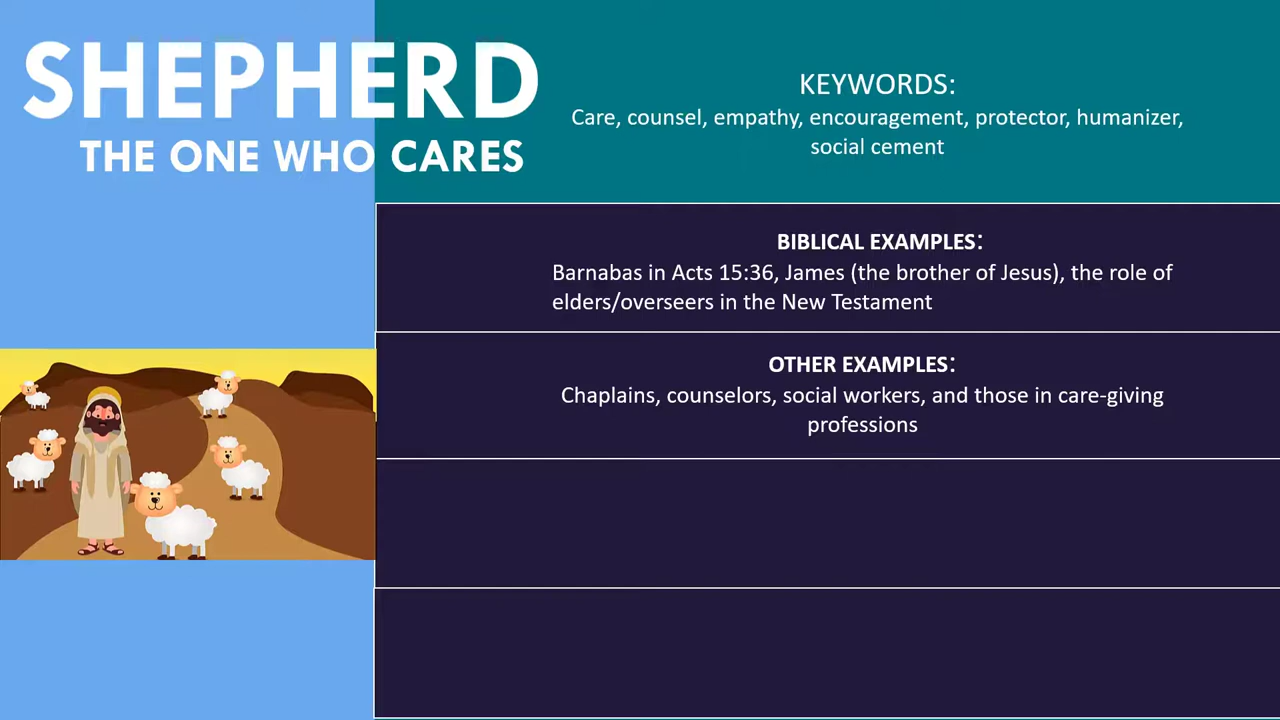 SHEPHERD
THE ONE WHO CARES
KEYWORDS:
Care, counsel, empathy, encouragement, protector, humanizer,
social cement
BIBLICAL EXAMPLES:
Barnabas in Acts 15:36, James (the brother of Jesus), the role of
elders/overseers in the New Testament
OTHER EXAMPLES:
Chaplains, counselors, social workers, and those in care-giving
professions